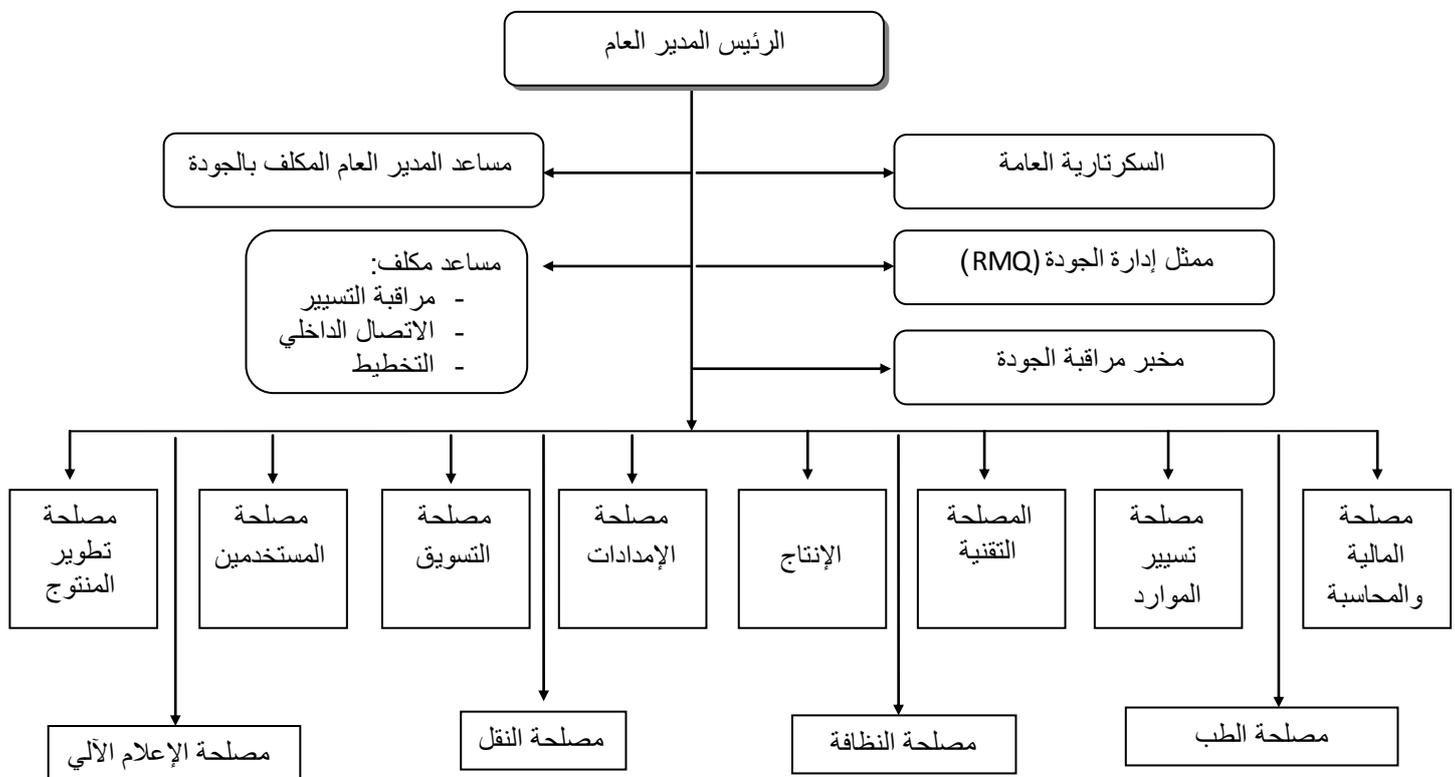 الرئيس المدير العام
السكرتارية العامة
مساعد المدير العام المكلف بالجودة
ممثل إدارة الجودة (RMQ)
مساعد مكلف:
- مراقبة التسيير
- الاتصال الداخلي
- التخطيط
مخبر مراقبة الجودة
مصلحة
المالية
والمحاسبة
مصلحة
تسيير
الموارد
المصلحة
التقنية
الإنتاج
مصلحة
الإمدادات
مصلحة
التسويق
مصلحة
المستخدمين
مصلحة
تطوير
المنتوج
مصلحة الطب
مصلحة النظافة
مصلحة النقل
مصلحة الإعلام الآلي